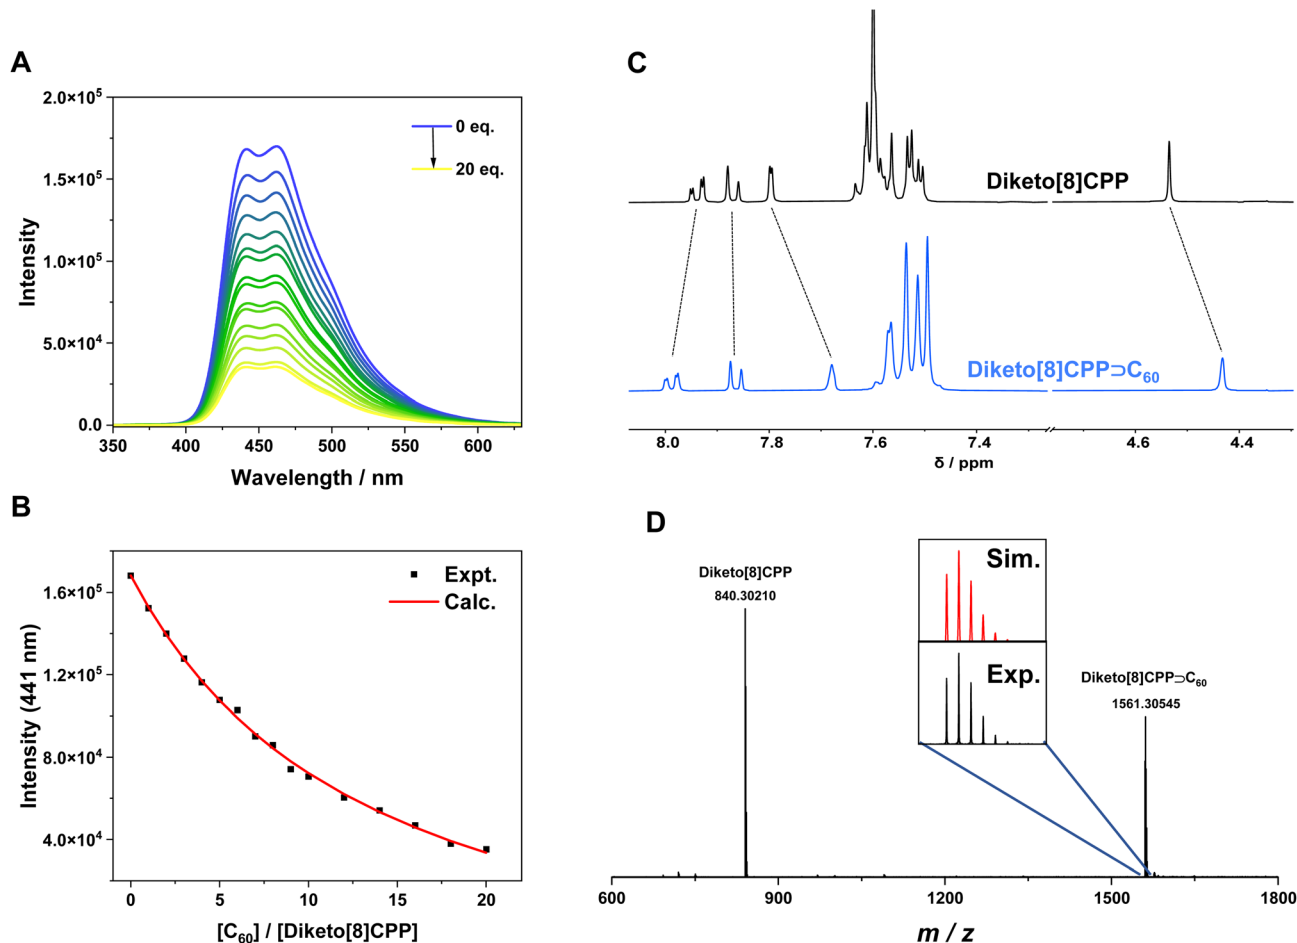 A
2.0×10⁵
1.5×10⁵
1.0×10⁵
5.0×10⁴
0.0
Intensity
0 eq.
20 eq.
350 400 450 500 550 600
Wavelength / nm
B
1.6×10⁵
1.2×10⁵
8.0×10⁴
4.0×10⁴
Intensity (441 nm)
Expt.
Calc.
0 5 10 15 20
[C₆₀] / [Diketo[8]CPP]
C
Diketo[8]CPP
Diketo[8]CPP⊃C₆₀
8.0 7.8 7.6 7.4 4.6 4.4
δ / ppm
D
Diketo[8]CPP
840.30210
Sim.
Exp.
Diketo[8]CPP⊃C₆₀
1561.30545
600 900 1200 1500 1800
m / z